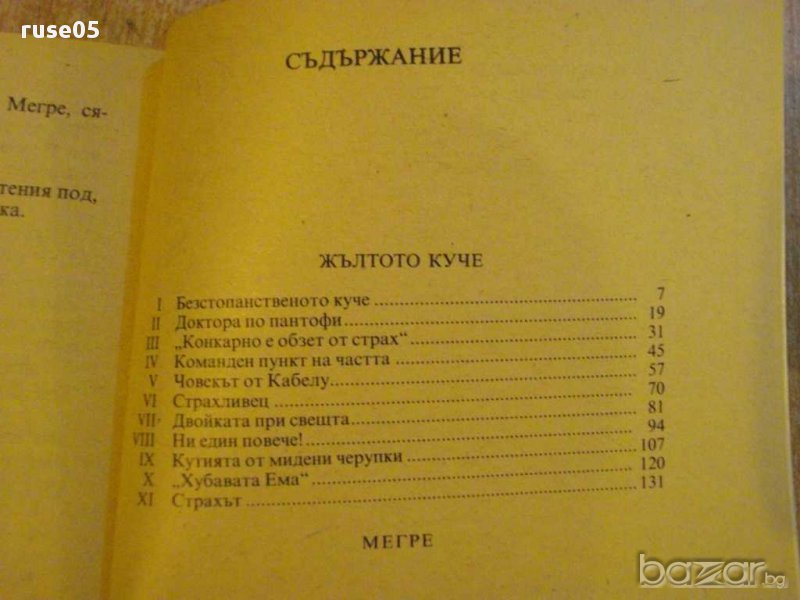 ruse05
Мегре, ся-
тения под,
ка.
СЪДЪРЖАНИЕ
ЖЪЛТОТО КУЧЕ
I Безстопанственото куче 7
II Доктора по пантофи 19
III „Конкарно е обзет от страх“ 31
IV Команден пункт на частта 45
V Човекът от Кабелу 57
VI Страхливец 70
VII Двойката при свещта 81
VIII Ни един повече! 94
IX Кутията от мидени черупки 107
X „Хубавата Ема“ 120
XI Страхът 131
МЕГРЕ
bazar.bg